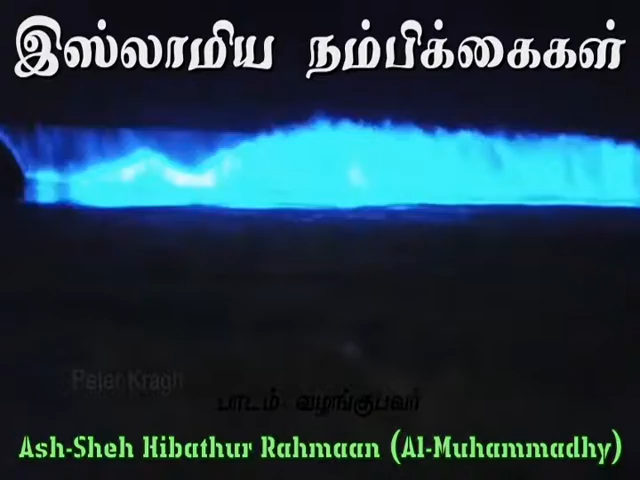 இஸ்லாமிய நம்பிக்கைகள்
Peter Kragh
பாடம் வழங்குபவர்
Ash-Sheh Hibathur Rahmaan (Al-Muhammadhy)